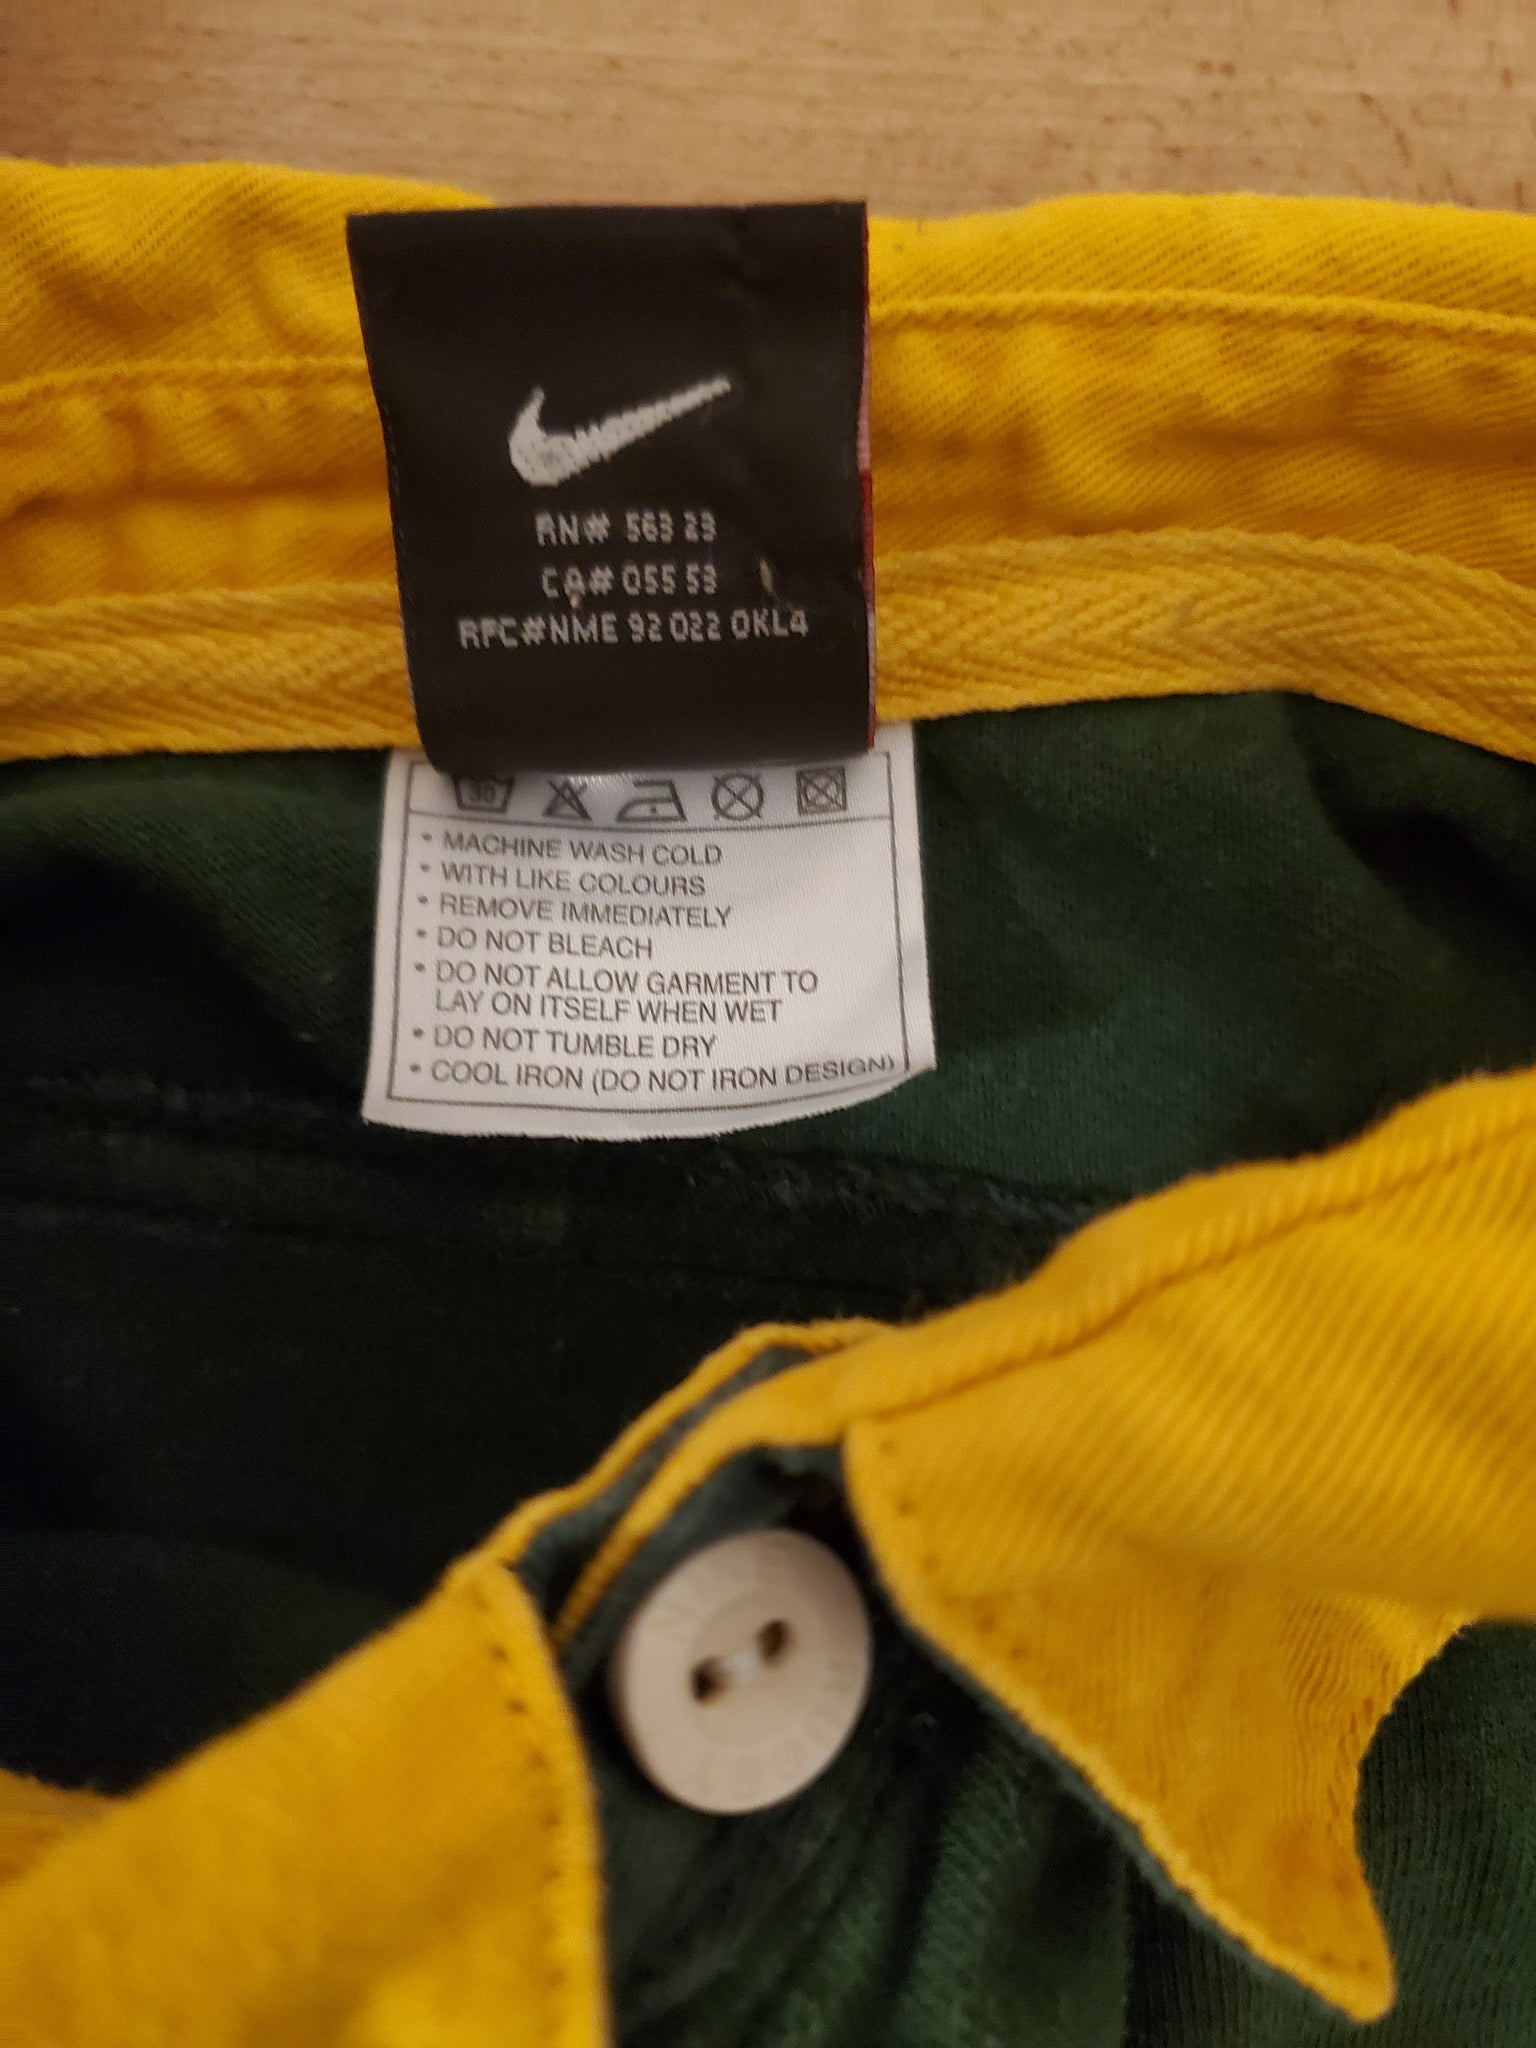 RN# 563 23
CA# 055 53
RFC#NME 92 022 0KL4
30
• MACHINE WASH COLD
• WITH LIKE COLOURS
• REMOVE IMMEDIATELY
• DO NOT BLEACH
• DO NOT ALLOW GARMENT TO
LAY ON ITSELF WHEN WET
• DO NOT TUMBLE DRY
• COOL IRON (DO NOT IRON DESIGN)